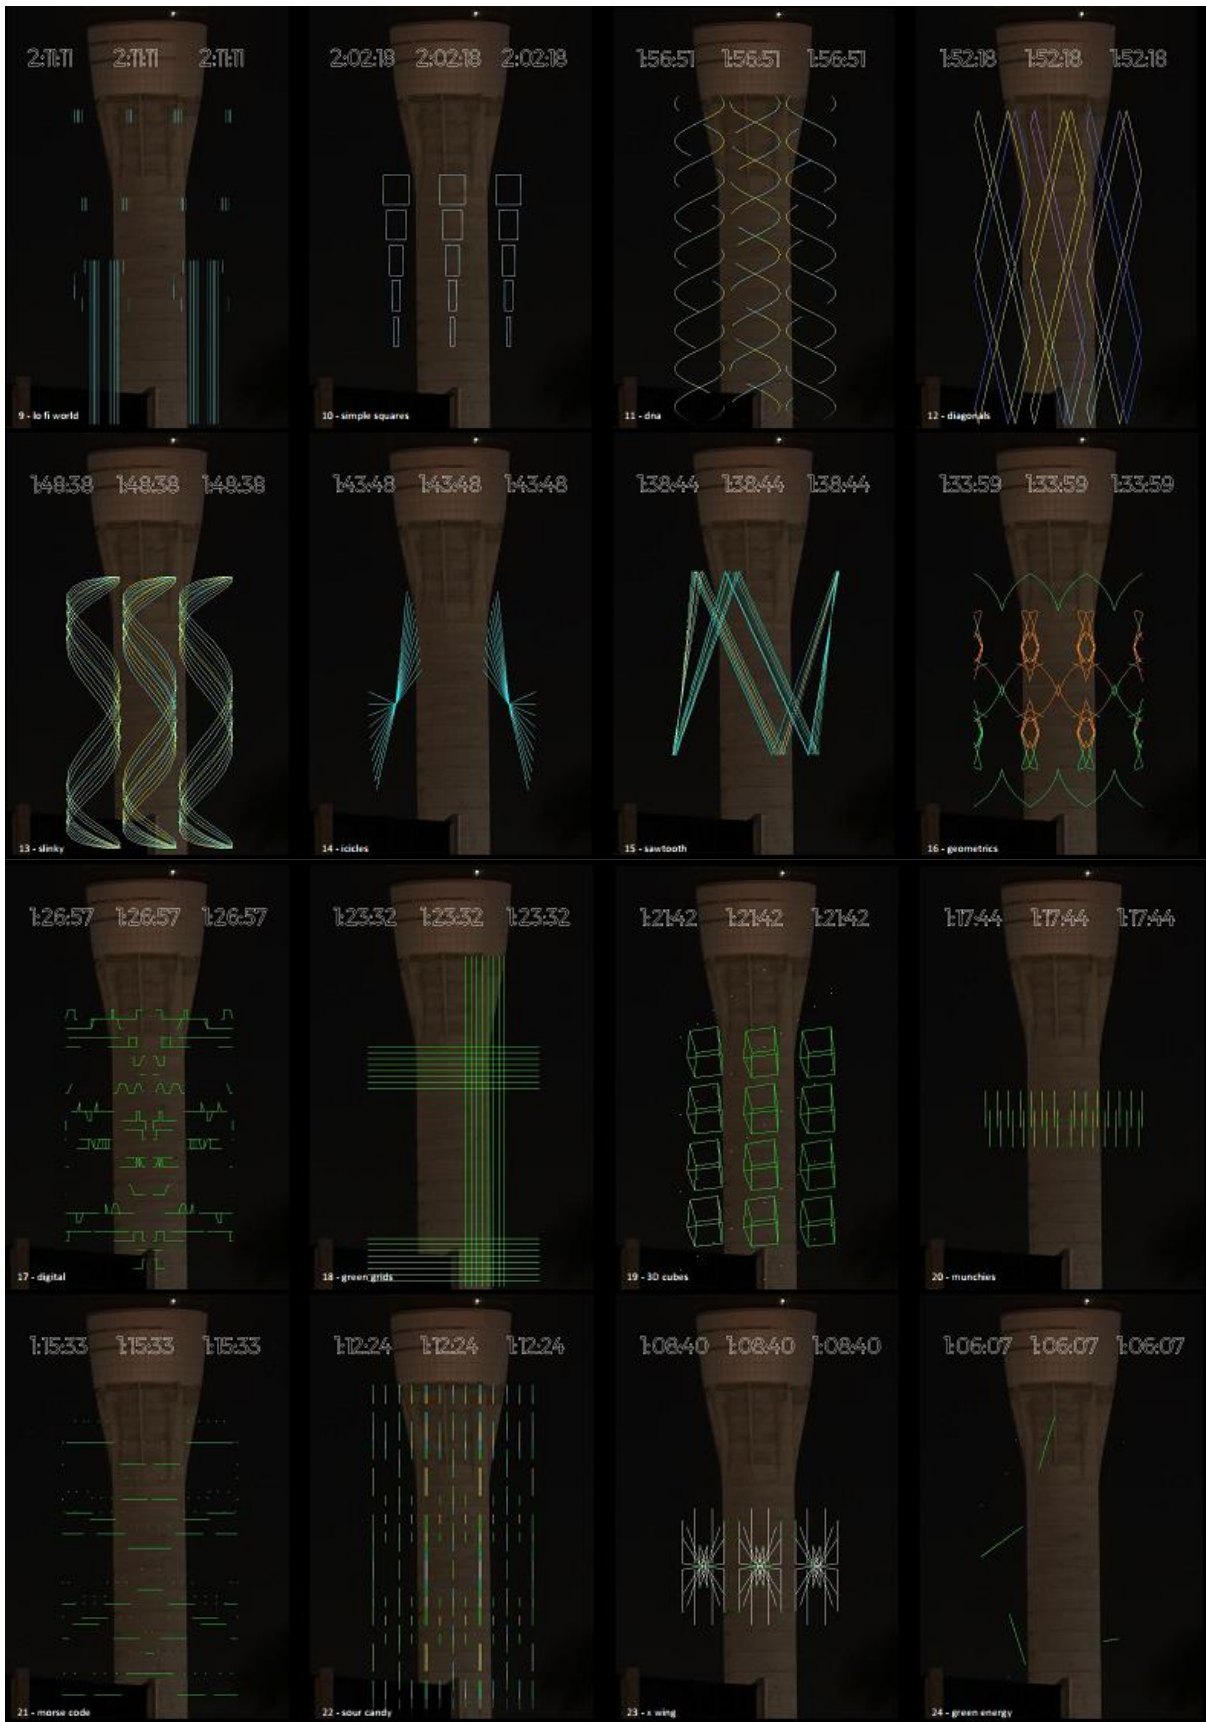 2:11:11 2:11:11 2:11:11
9 - lo fi world
2:02:18 2:02:18 2:02:18
10 - simple squares
1:56:51 1:56:51 1:56:51
11 - dna
1:52:18 1:52:18 1:52:18
12 - diagonals
1:48:38 1:48:38 1:48:38
13 - slinky
1:43:48 1:43:48 1:43:48
14 - icicles
1:38:44 1:38:44 1:38:44
15 - sawtooth
1:33:59 1:33:59 1:33:59
16 - geometrics
1:26:57 1:26:57 1:26:57
17 - digital
1:23:32 1:23:32 1:23:32
18 - green grids
1:21:42 1:21:42 1:21:42
19 - 3D cubes
1:17:44 1:17:44 1:17:44
20 - munchies
1:15:33 1:15:33 1:15:33
21 - morse code
1:12:24 1:12:24 1:12:24
22 - sour candy
1:08:40 1:08:40 1:08:40
23 - x wing
1:06:07 1:06:07 1:06:07
24 - green energy